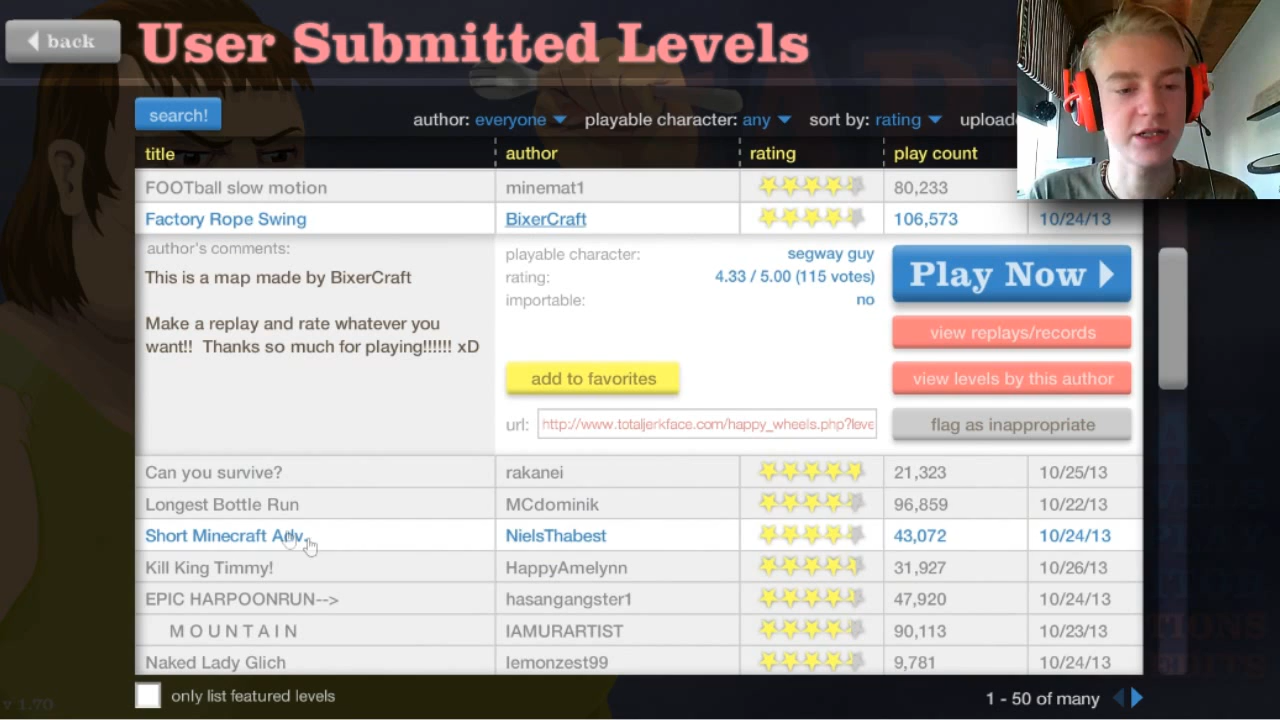 back
User Submitted Levels
search!
author: everyone playable character: any sort by: rating uploade
title author rating play count
FOOTball slow motion minemat1 80,233
Factory Rope Swing BixerCraft 106,573 10/24/13
author's comments:
This is a map made by BixerCraft
Make a replay and rate whatever you
want!! Thanks so much for playing!!!!!! xD
playable character: segway guy
rating: 4.33 / 5.00 (115 votes)
importable: no
add to favorites
url: http://www.totaljerkface.com/happy_wheels.php?leve
Play Now
view replays/records
view levels by this author
flag as inappropriate
Can you survive? rakanei 21,323 10/25/13
Longest Bottle Run MCdominik 96,859 10/22/13
Short Minecraft Adv. NielsThabest 43,072 10/24/13
Kill King Timmy! HappyAmelynn 31,927 10/26/13
EPIC HARPOONRUN--> hasangangster1 47,920 10/24/13
M O U N T A I N IAMURARTIST 90,113 10/23/13
Naked Lady Glich lemonzest99 9,781 10/24/13
only list featured levels
1 - 50 of many
v 1.70